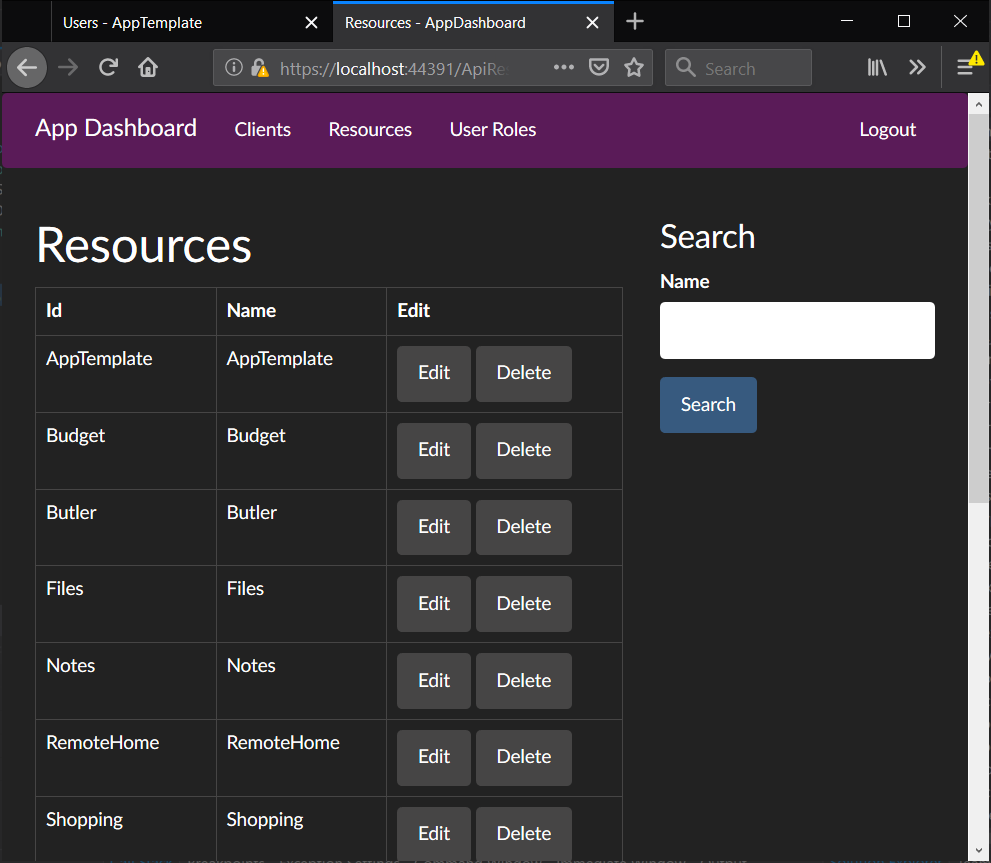 Users - AppTemplate
Resources - AppDashboard
https://localhost:44391/ApiRe
Search
App Dashboard Clients Resources User Roles Logout
Resources
Id Name Edit
AppTemplate AppTemplate Edit Delete
Budget Budget Edit Delete
Butler Butler Edit Delete
Files Files Edit Delete
Notes Notes Edit Delete
RemoteHome RemoteHome Edit Delete
Shopping Shopping Edit Delete
Search
Name
Search